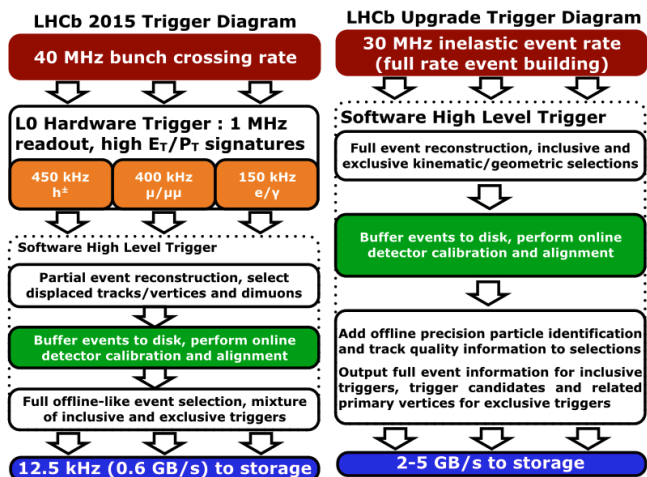 LHCb 2015 Trigger Diagram
40 MHz bunch crossing rate
L0 Hardware Trigger : 1 MHz
readout, high Eᴛ/Pᴛ signatures
450 kHz
h±
400 kHz
μ/μμ
150 kHz
e/γ
Software High Level Trigger
Partial event reconstruction, select
displaced tracks/vertices and dimuons
Buffer events to disk, perform online
detector calibration and alignment
Full offline-like event selection, mixture
of inclusive and exclusive triggers
12.5 kHz (0.6 GB/s) to storage
LHCb Upgrade Trigger Diagram
30 MHz inelastic event rate
(full rate event building)
Software High Level Trigger
Full event reconstruction, inclusive and
exclusive kinematic/geometric selections
Buffer events to disk, perform online
detector calibration and alignment
Add offline precision particle identification
and track quality information to selections
Output full event information for inclusive
triggers, trigger candidates and related
primary vertices for exclusive triggers
2-5 GB/s to storage